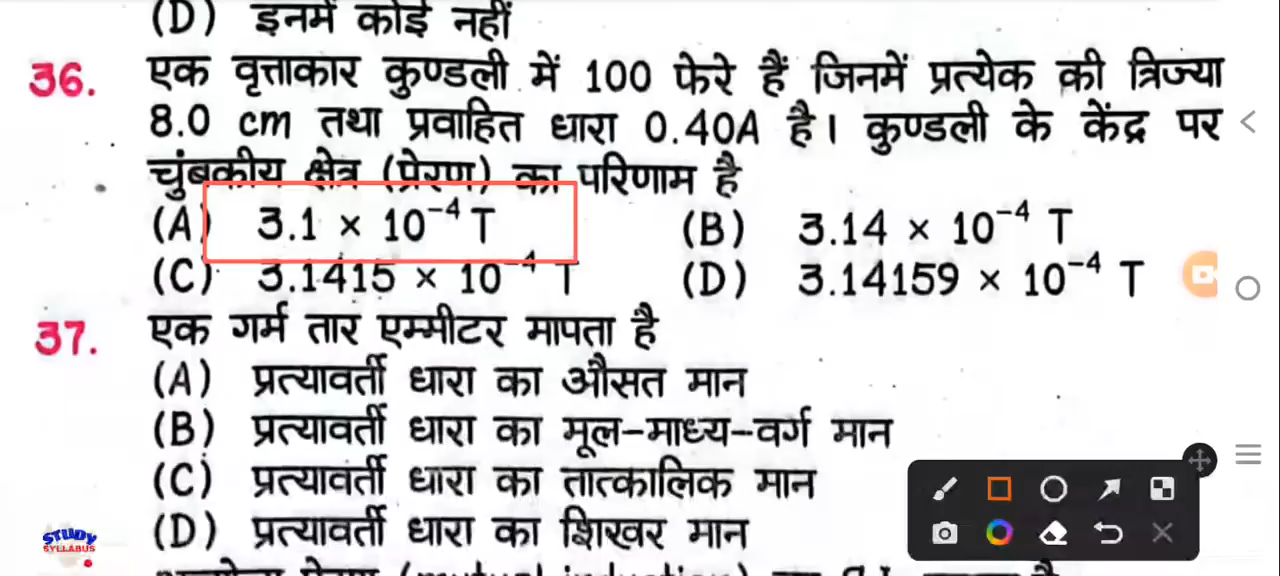 (D) इनमें कोई नहीं
36. एक वृत्ताकार कुण्डली में 100 फेरे हैं जिनमें प्रत्येक की त्रिज्या
8.0 cm तथा प्रवाहित धारा 0.40A है। कुण्डली के केंद्र पर
चुंबकीय क्षेत्र (प्रेरण) का परिणाम है
(A) 3.1 × 10⁻⁴ T (B) 3.14 × 10⁻⁴ T
(C) 3.1415 × 10⁻⁴ T (D) 3.14159 × 10⁻⁴ T
37. एक गर्म तार एम्मीटर मापता है
(A) प्रत्यावर्ती धारा का औसत मान
(B) प्रत्यावर्ती धारा का मूल-माध्य-वर्ग मान
(C) प्रत्यावर्ती धारा का तात्कालिक मान
(D) प्रत्यावर्ती धारा का शिखर मान
STUDY
SYLLABUS
(mutual induction)